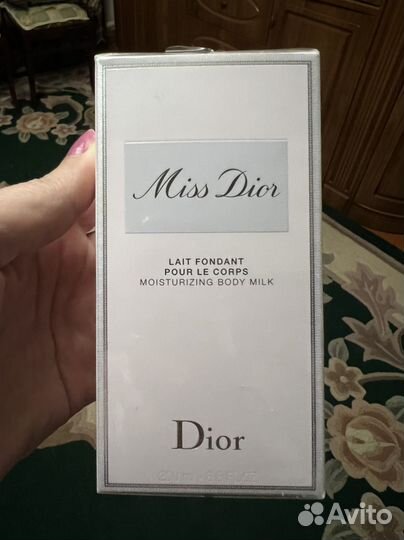 Miss Dior
LAIT FONDANT
POUR LE CORPS
MOISTURIZING BODY MILK
Dior
Avito